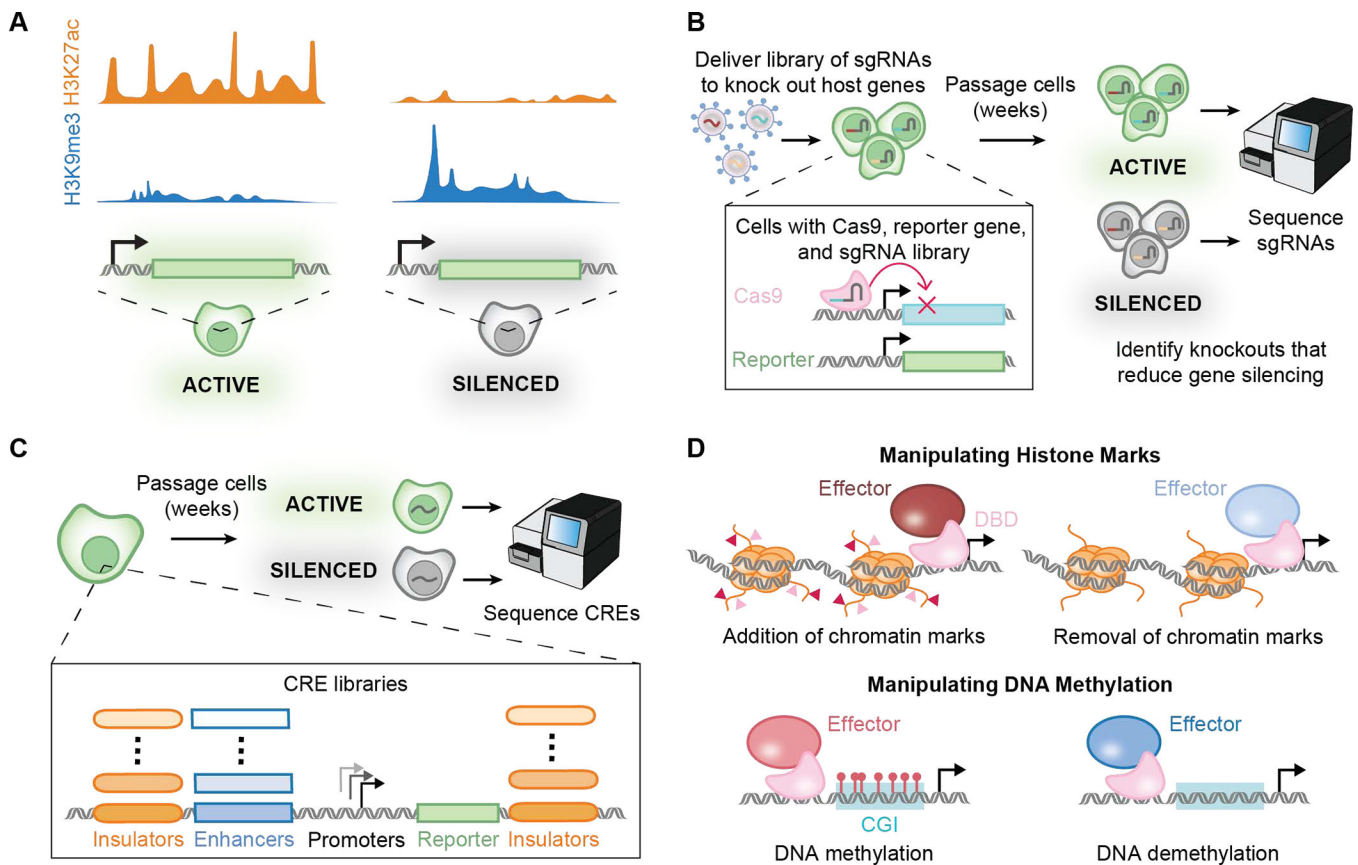 A
H3K27ac
H3K9me3
ACTIVE
SILENCED
B
Deliver library of sgRNAs
to knock out host genes
Passage cells
(weeks)
ACTIVE
SILENCED
Sequence
sgRNAs
Identify knockouts that
reduce gene silencing
Cells with Cas9, reporter gene,
and sgRNA library
Cas9
Reporter
C
Passage cells
(weeks)
ACTIVE
SILENCED
Sequence CREs
CRE libraries
Insulators
Enhancers
Promoters
Reporter
Insulators
D
Manipulating Histone Marks
Effector
DBD
Effector
Addition of chromatin marks
Removal of chromatin marks
Manipulating DNA Methylation
Effector
Effector
CGI
DNA methylation
DNA demethylation